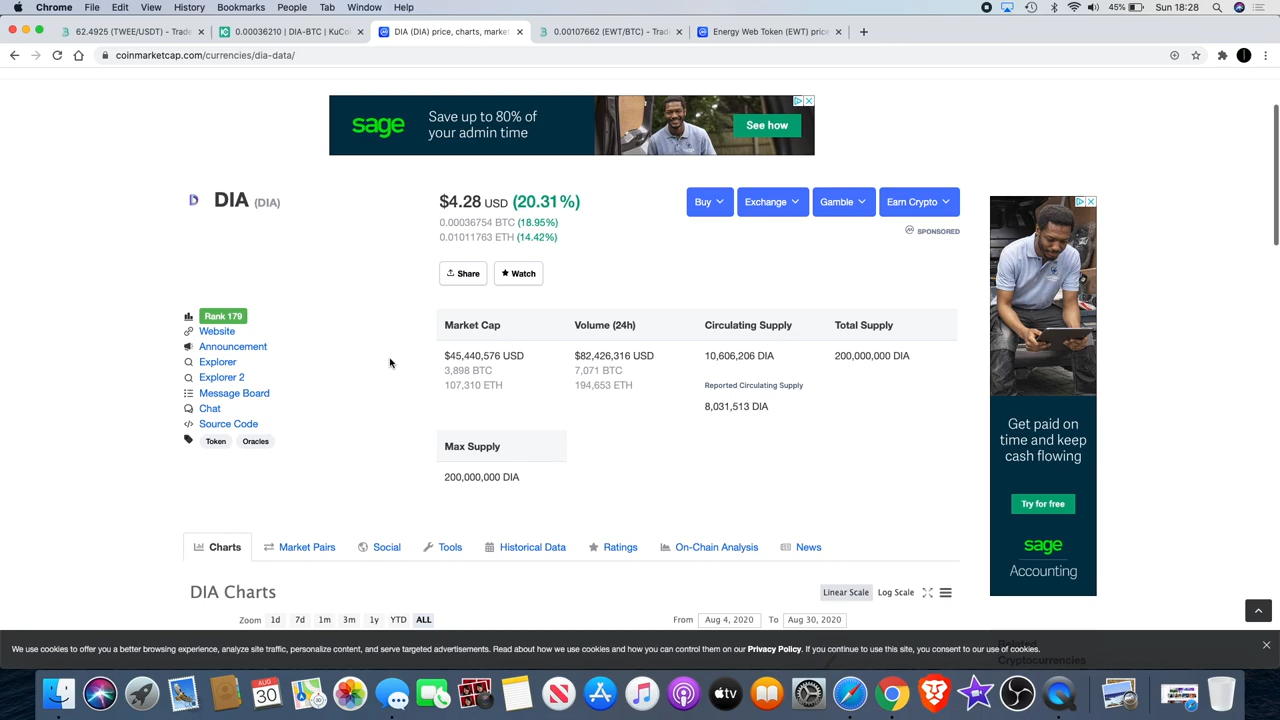 Chrome File Edit View History Bookmarks People Tab Window Help 45% Sun 18:28
62.4925 (TWEE/USDT) - Trade 0.00036210 | DIA-BTC | KuCo DIA (DIA) price, charts, market 0.00107662 (EWT/BTC) - Trad Energy Web Token (EWT) price
coinmarketcap.com/currencies/dia-data/
sage
Save up to 80% of
your admin time
See how
DIA (DIA)
$4.28 USD (20.31%)
0.00036754 BTC (18.95%)
0.01011763 ETH (14.42%)
Buy Exchange Gamble Earn Crypto
SPONSORED
Share Watch
Rank 179
Website
Announcement
Explorer
Explorer 2
Message Board
Chat
Source Code
Token Oracles
Market Cap Volume (24h) Circulating Supply Total Supply
$45,440,576 USD $82,426,316 USD 10,606,206 DIA 200,000,000 DIA
3,898 BTC 7,071 BTC
107,310 ETH 194,653 ETH Reported Circulating Supply
8,031,513 DIA
Max Supply
200,000,000 DIA
Get paid on
time and keep
cash flowing
Try for free
sage
Accounting
Charts Market Pairs Social Tools Historical Data Ratings On-Chain Analysis News
DIA Charts
Linear Scale Log Scale
Zoom 1d 7d 1m 3m 1y YTD ALL From Aug 4, 2020 To Aug 30, 2020
Related
Cryptocurrencies
We use cookies to offer you a better browsing experience, analyze site traffic, personalize content, and serve targeted advertisements. Read about how we use cookies and how you can control them on our Privacy Policy. If you continue to use this site, you consent to our use of cookies.
AUG
30
tv